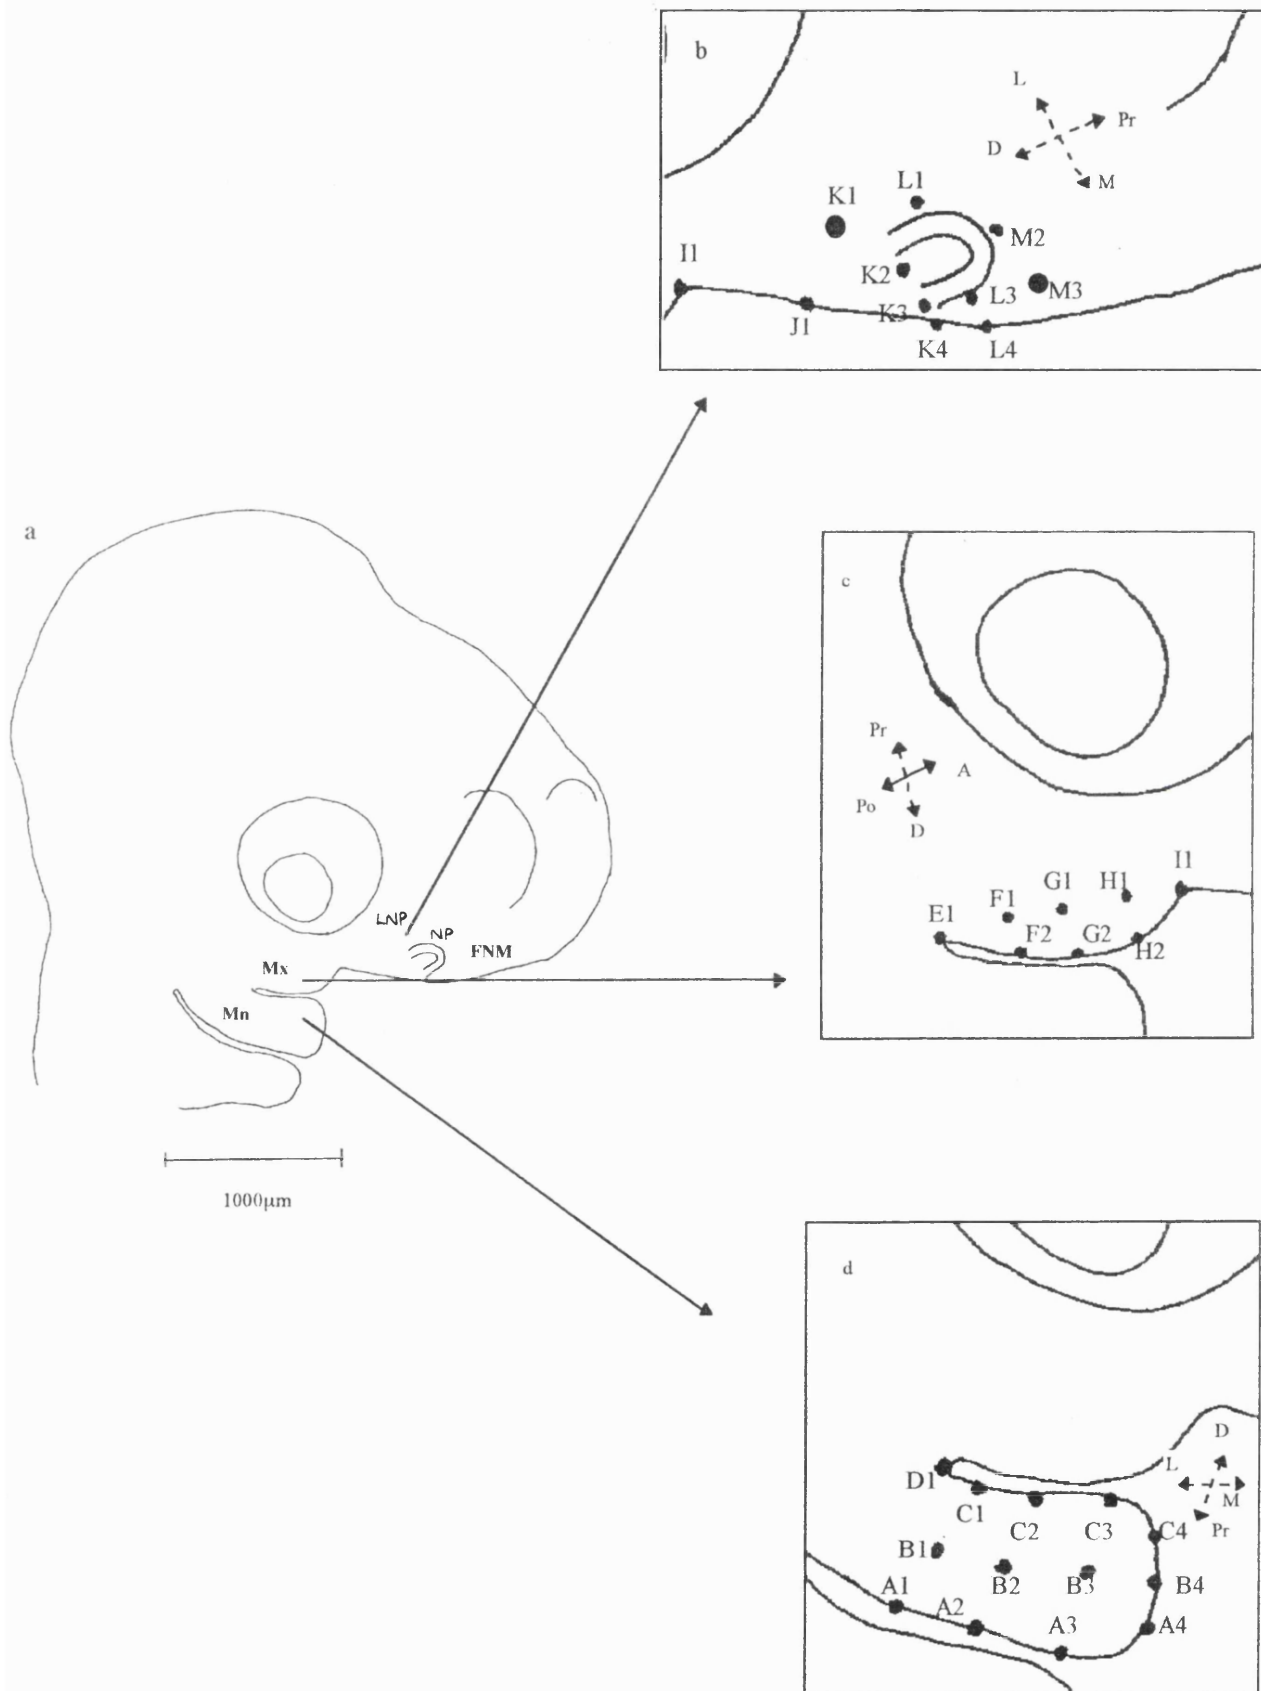 b
L
Pr
D
M
L1
K1
M2
I1
K2
L3
M3
K3
J1
K4
L4
a
LNP
NP
FNM
Mx
Mn
1000µm
c
Pr
A
Po
D
I1
G1
H1
F1
E1
F2
G2
H2
d
D
L
M
Pr
D1
C1
C2
C3
C4
B1
B2
B3
B4
A1
A2
A3
A4